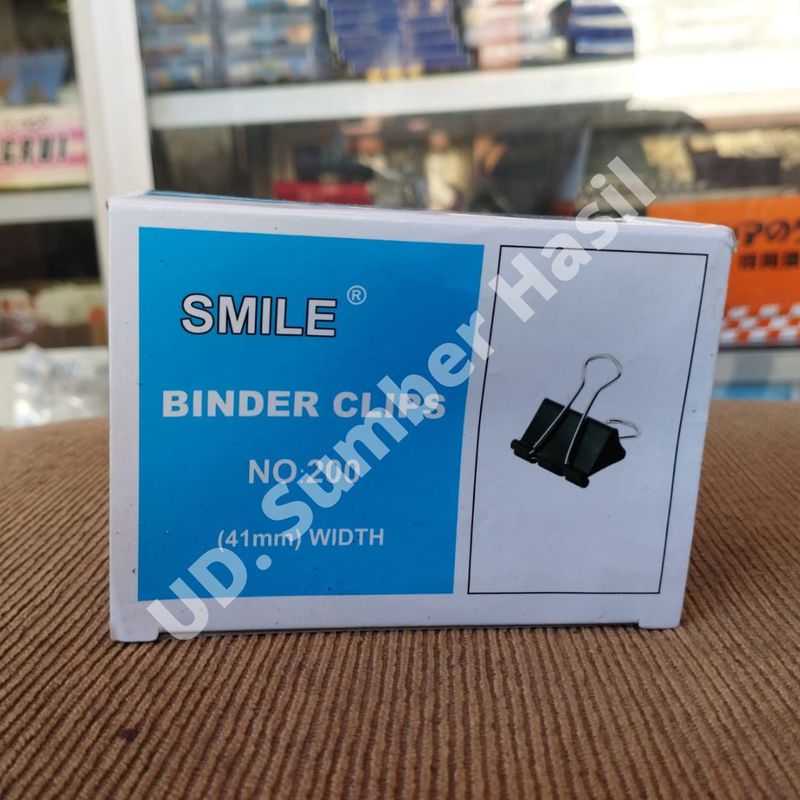 SMILE®
BINDER CLIPs
NO:200
(41mm) WIDTH
UD. Sumber Hasil